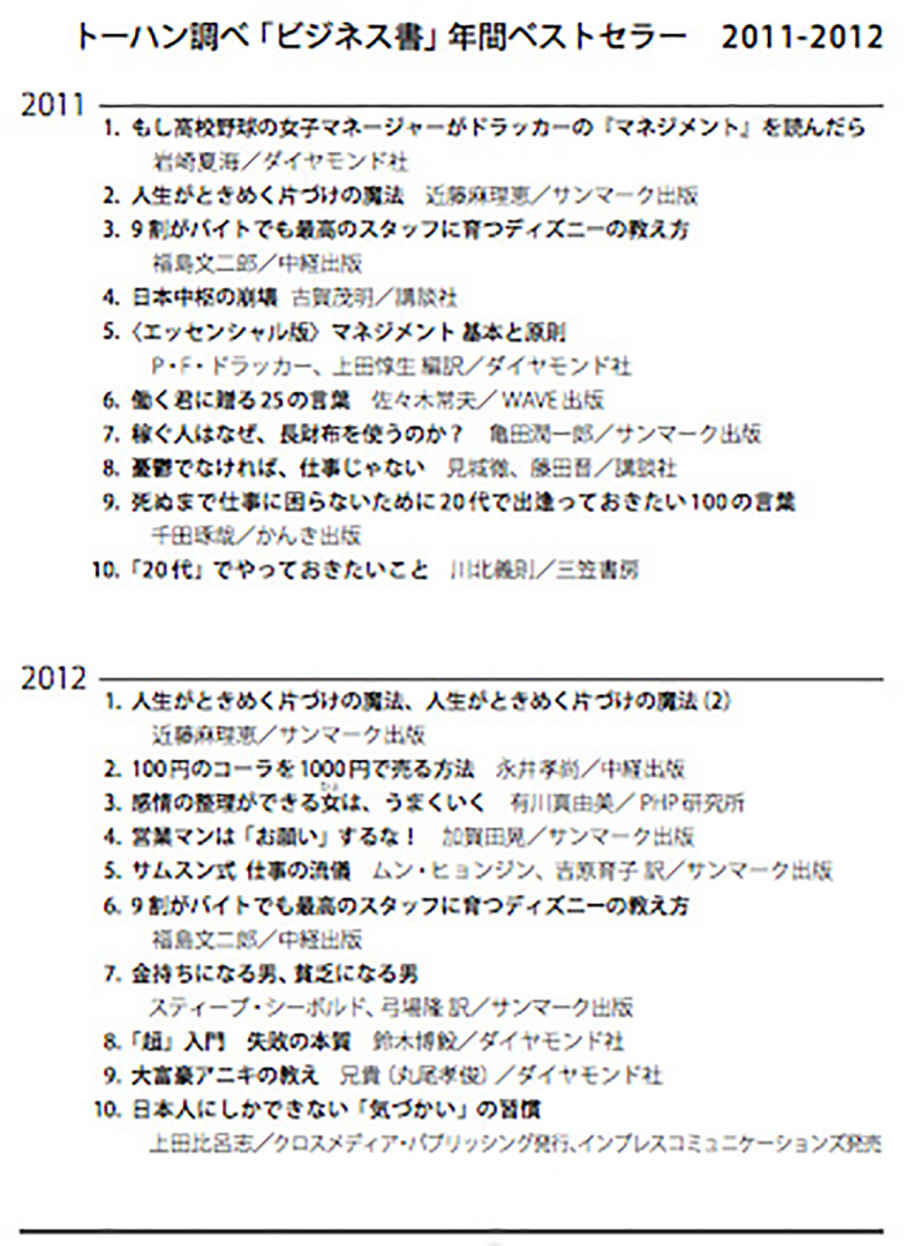 トーハン調べ「ビジネス書」年間ベストセラー　2011-2012
2011
1. もし高校野球の女子マネージャーがドラッカーの『マネジメント』を読んだら
岩崎夏海／ダイヤモンド社
2. 人生がときめく片づけの魔法　近藤麻理恵／サンマーク出版
3. 9割がバイトでも最高のスタッフに育つディズニーの教え方
福島文二郎／中経出版
4. 日本中枢の崩壊　古賀茂明／講談社
5.〈エッセンシャル版〉マネジメント 基本と原則
P・F・ドラッカー、上田惇生 編訳／ダイヤモンド社
6. 働く君に贈る25の言葉　佐々木常夫／WAVE出版
7. 稼ぐ人はなぜ、長財布を使うのか？　亀田潤一郎／サンマーク出版
8. 憂鬱でなければ、仕事じゃない　見城徹、藤田晋／講談社
9. 死ぬまで仕事に困らないために20代で出逢っておきたい100の言葉
千田琢哉／かんき出版
10.「20代」でやっておきたいこと　川北義則／三笠書房
2012
1. 人生がときめく片づけの魔法、人生がときめく片づけの魔法（2）
近藤麻理恵／サンマーク出版
2. 100円のコーラを1000円で売る方法　永井孝尚／中経出版
ひと
3. 感情の整理ができる女は、うまくいく　有川真由美／PHP研究所
4. 営業マンは「お願い」するな！　加賀田晃／サンマーク出版
5. サムスン式 仕事の流儀　ムン・ヒョンジン、吉原育子 訳／サンマーク出版
6. 9割がバイトでも最高のスタッフに育つディズニーの教え方
福島文二郎／中経出版
7. 金持ちになる男、貧乏になる男
スティーブ・シーボルド、弓場隆 訳／サンマーク出版
8.「超」入門　失敗の本質　鈴木博毅／ダイヤモンド社
9. 大富豪アニキの教え　兄貴（丸尾孝俊）／ダイヤモンド社
10. 日本人にしかできない「気づかい」の習慣
上田比呂志／クロスメディア・パブリッシング発行、インプレスコミュニケーションズ発売